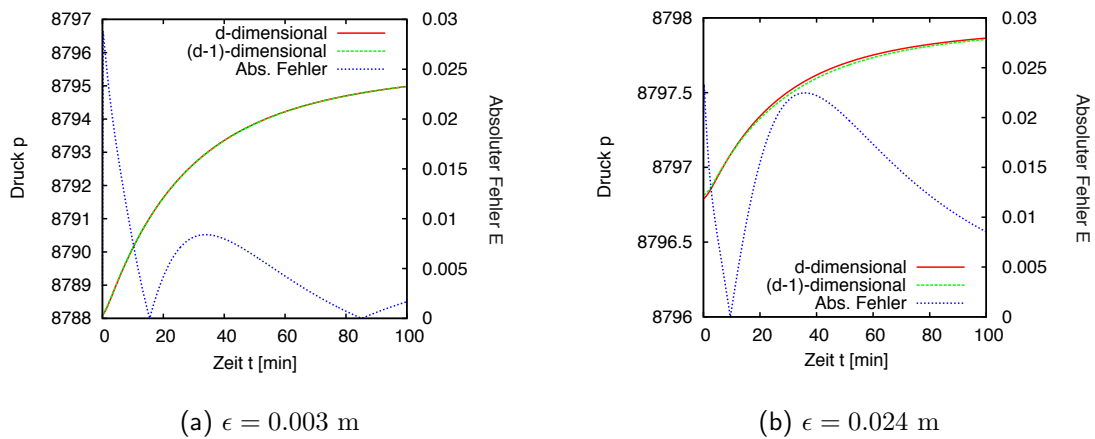 8796
8795
8794
8793
8792
8791
8790
8789
8788
Druck p
0 20 40 60 80 100
Zeit t [min]
0.03
0.025
0.02
0.015
0.01
0.005
0
Absoluter Fehler E
d-dimensional
(d-1)-dimensional
Abs. Fehler
(a) ϵ = 0.003 m
8798
8797.5
8797
8796.5
8796
Druck p
0 20 40 60 80 100
Zeit t [min]
0.03
0.025
0.02
0.015
0.01
0.005
0
Absoluter Fehler E
d-dimensional
(d-1)-dimensional
Abs. Fehler
(b) ϵ = 0.024 m